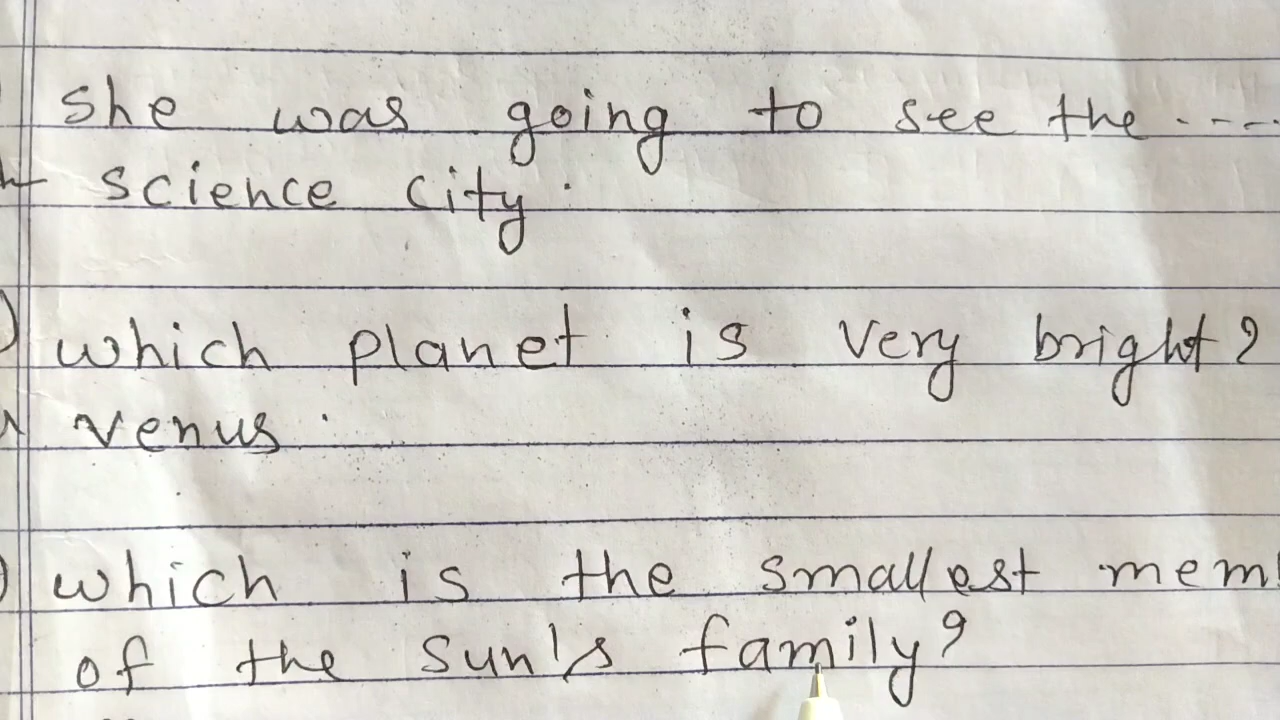 She was going to see the .----
science city.
) which planet is very bright?
venus.
) which is the smallest mem
of the sun's family?